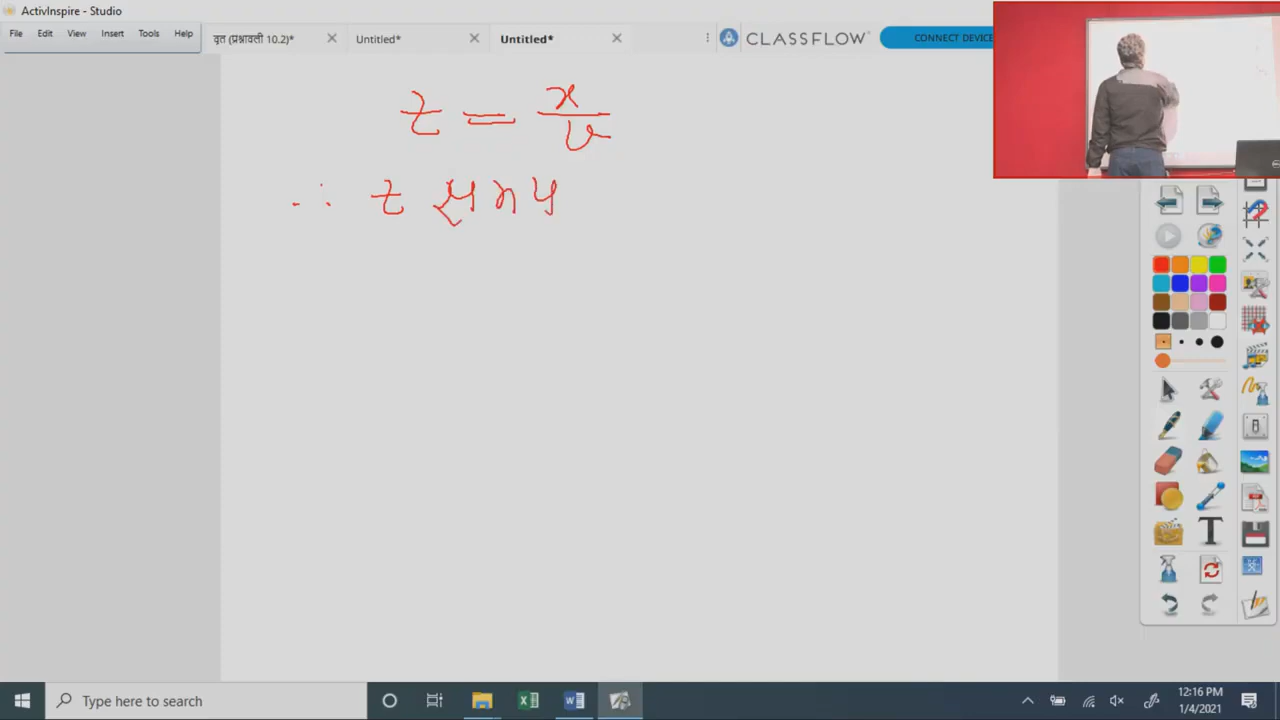 ActivInspire - Studio
File Edit View Insert Tools Help
वृत (प्रश्नावली 10.2)* Untitled* Untitled* CLASSFLOW CONNECT DEVICE
t = x/v
∴ t
Type here to search
12:16 PM
1/4/2021